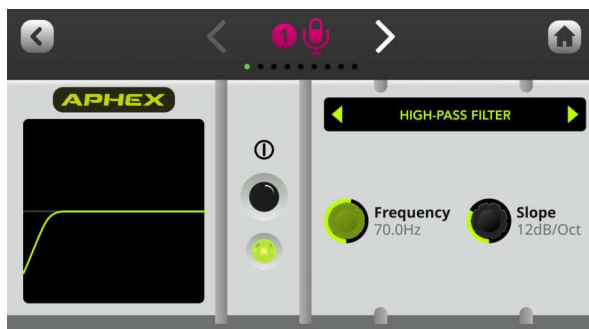 1
APHEX
HIGH-PASS FILTER
Frequency
70.0Hz
Slope
12dB/Oct